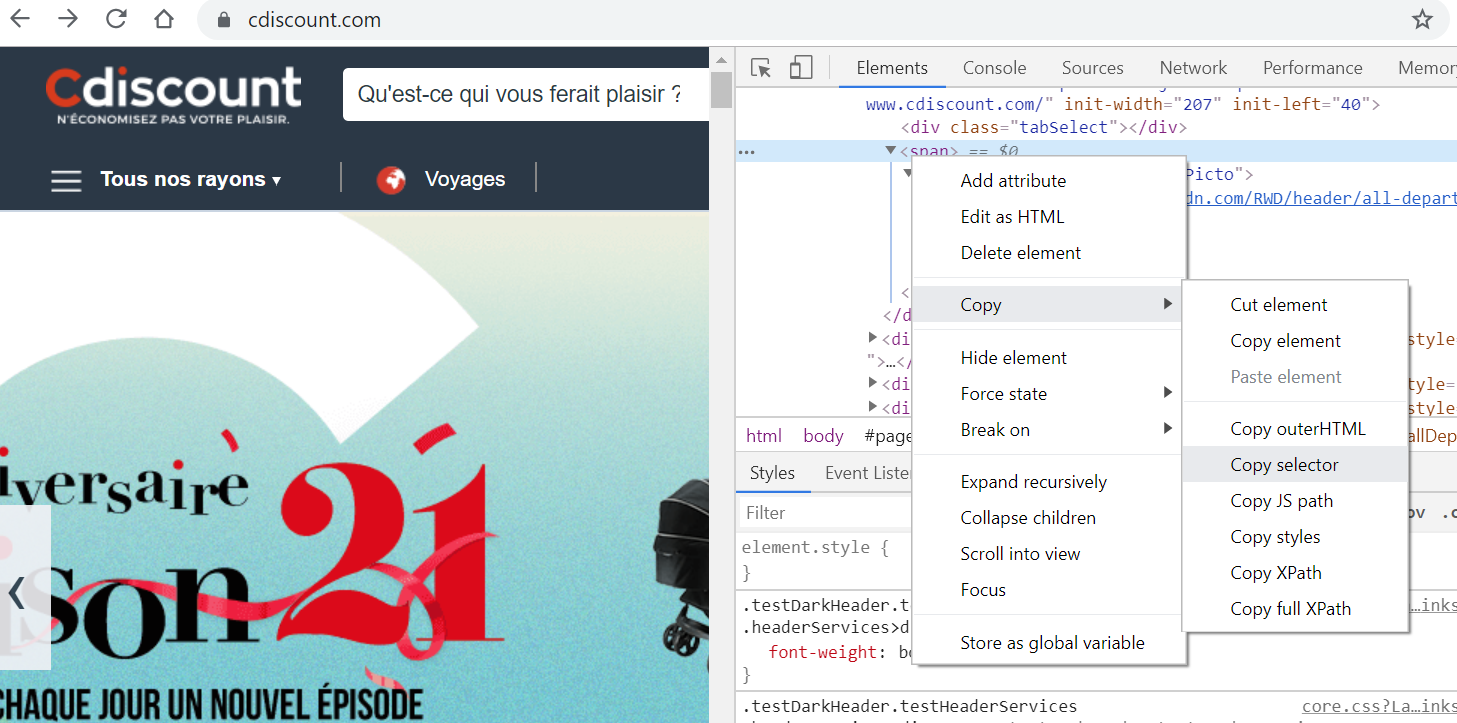 cdiscount.com
Cdiscount
N'ÉCONOMISEZ PAS VOTRE PLAISIR.
Qu'est-ce qui vous ferait plaisir ?
Tous nos rayons ▾
Voyages
21
CHAQUE JOUR UN NOUVEL ÉPISODE
Elements Console Sources Network Performance
www.cdiscount.com/" init-width="207" init-left="40">
<div class="tabSelect"></div>
… ▼<span> == $0
Picto">
dn.com/RWD/header/all-depart
<
</d
▶<di style=
">…</
▶<di style=
▶<di style=
Add attribute
Edit as HTML
Delete element
Copy
Hide element
Force state
Break on
Expand recursively
Collapse children
Scroll into view
Focus
Store as global variable
Cut element
Copy element
Paste element
Copy outerHTML
Copy selector
Copy JS path
Copy styles
Copy XPath
Copy full XPath
html body #page
Styles Event Lister
Filter
element.style {
}
.testDarkHeader.t …inks
.headerServices>d
font-weight: bo
}
.testDarkHeader.testHeaderServices core.css?La…inks